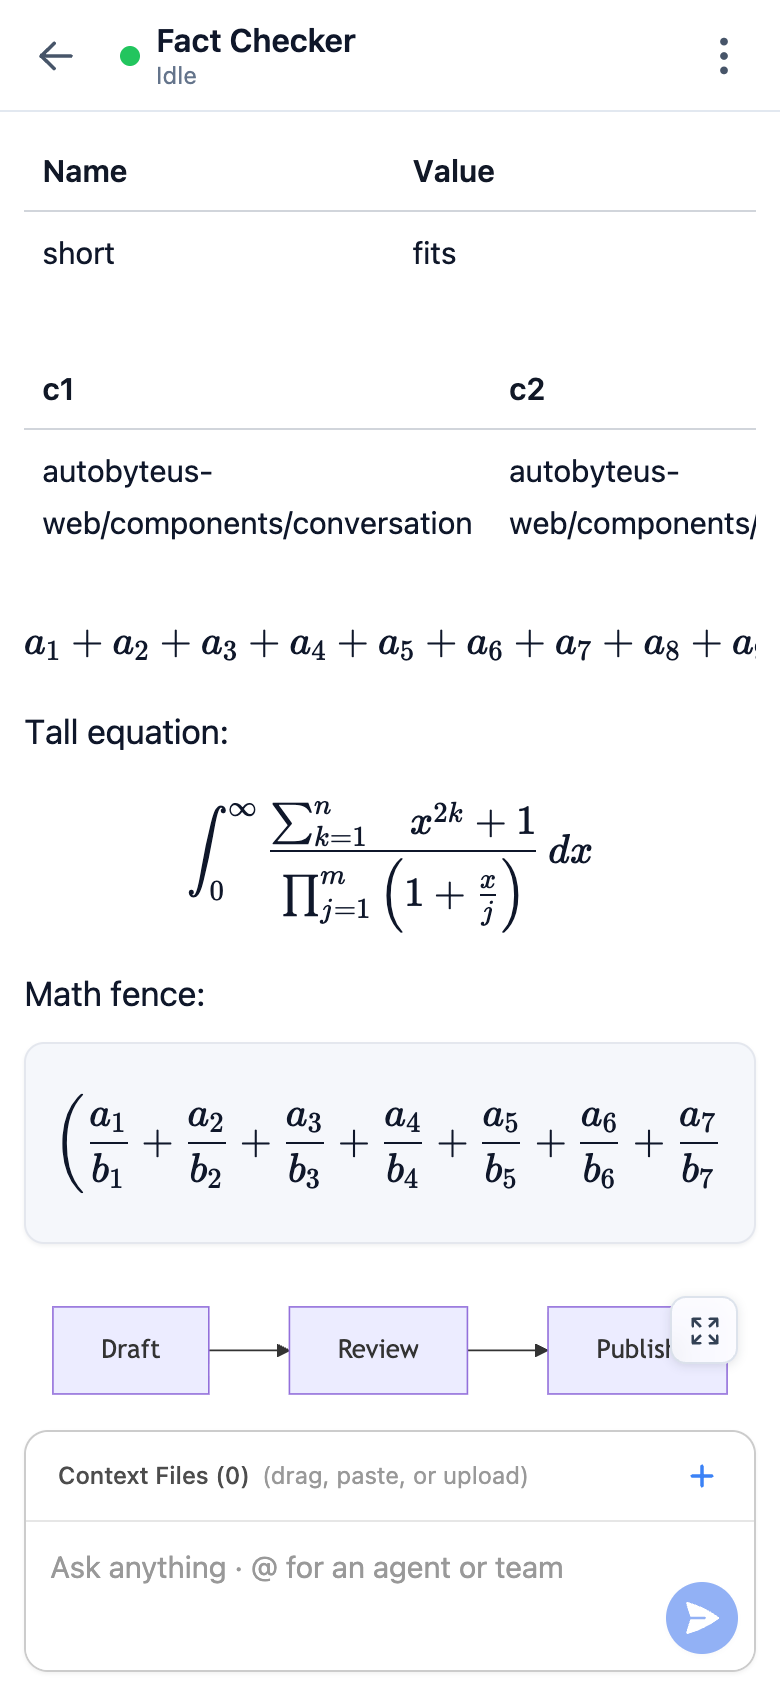 Fact Checker
Idle
Name Value
short fits
c1 c2
autobyteus- autobyteus-
web/components/conversation web/components/
a₁ + a₂ + a₃ + a₄ + a₅ + a₆ + a₇ + a₈ + a
Tall equation:
∫₀^∞ (∑ₖ₌₁ⁿ x²ᵏ + 1) / (∏ⱼ₌₁ᵐ (1 + x/j)) dx
Math fence:
(a₁/b₁ + a₂/b₂ + a₃/b₃ + a₄/b₄ + a₅/b₅ + a₆/b₆ + a₇/b₇
Draft Review Publish
Context Files (0) (drag, paste, or upload)
Ask anything · @ for an agent or team